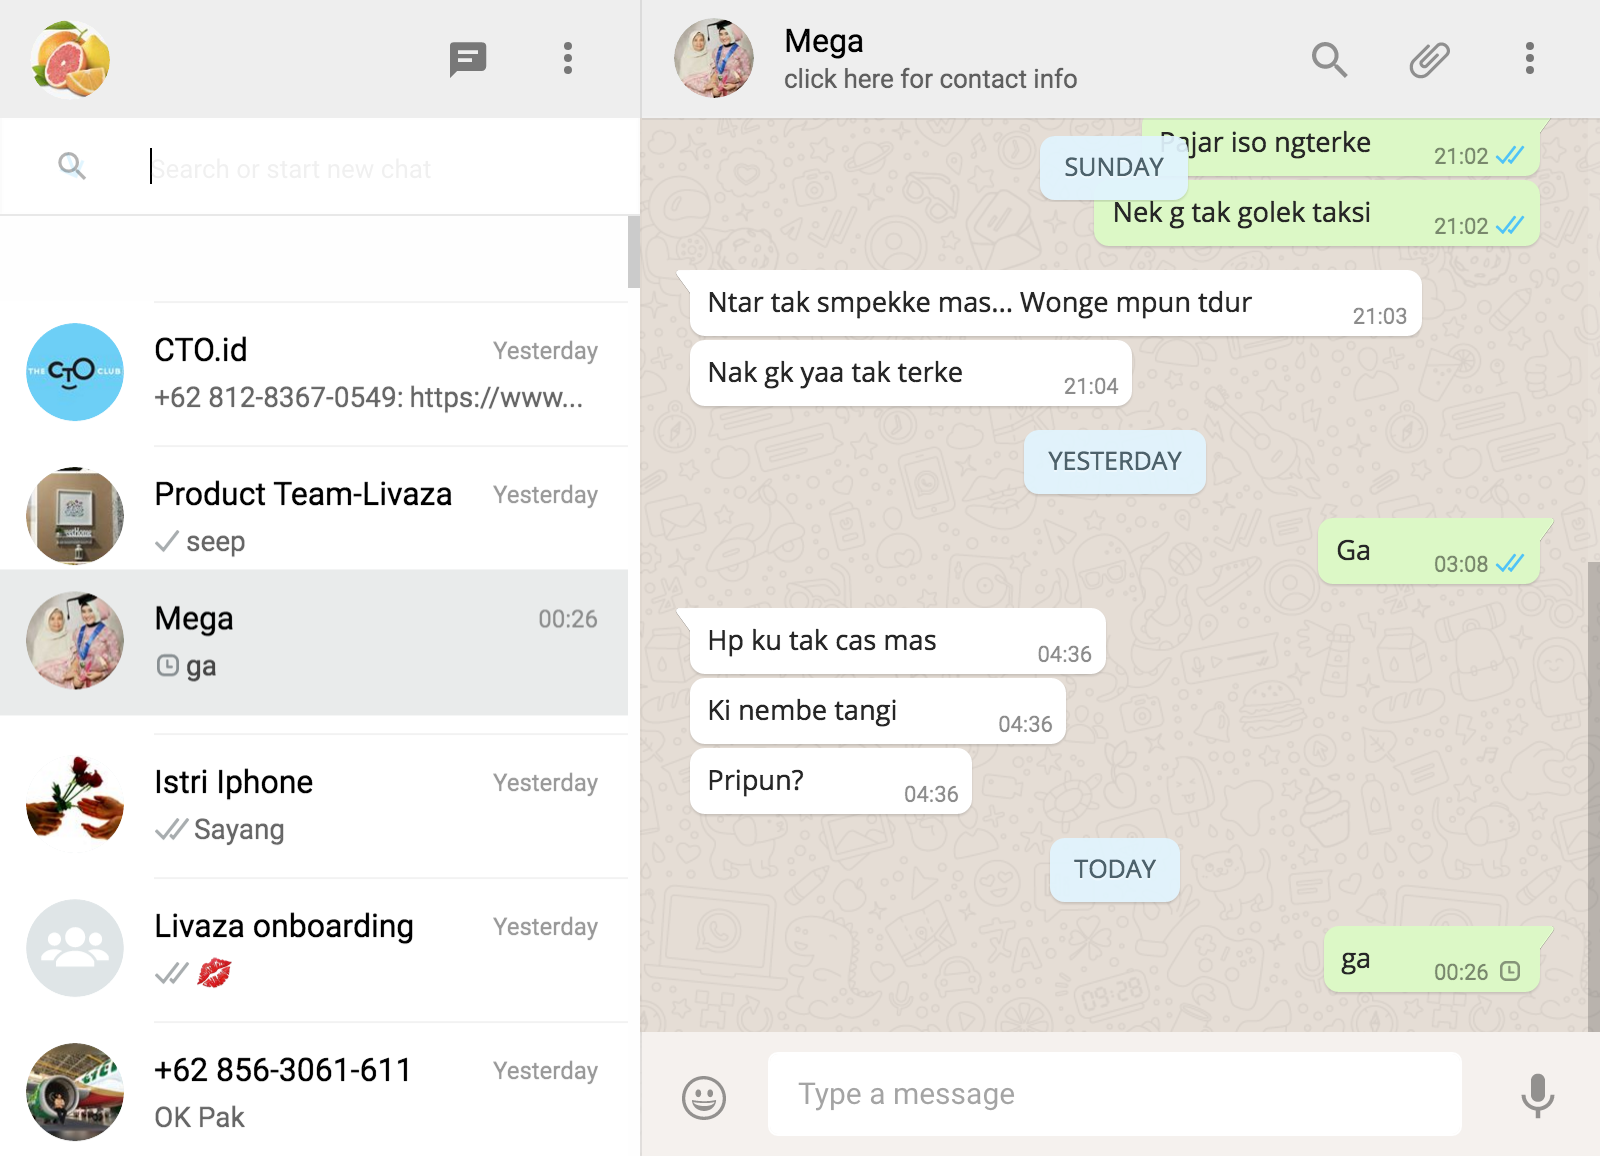 Search or start new chat
CTO.id
Yesterday
THE CTO CLUB
+62 812-8367-0549: https://www...
Product Team-Livaza
Yesterday
seep
Mega
00:26
ga
Istri Iphone
Yesterday
Sayang
Livaza onboarding
Yesterday
+62 856-3061-611
Yesterday
OK Pak
Mega
click here for contact info
Pajar iso ngterke
21:02
SUNDAY
Nek g tak golek taksi
21:02
Ntar tak smpekke mas... Wonge mpun tdur
21:03
Nak gk yaa tak terke
21:04
YESTERDAY
Ga
03:08
Hp ku tak cas mas
04:36
Ki nembe tangi
04:36
Pripun?
04:36
TODAY
ga
00:26
09:28
Type a message